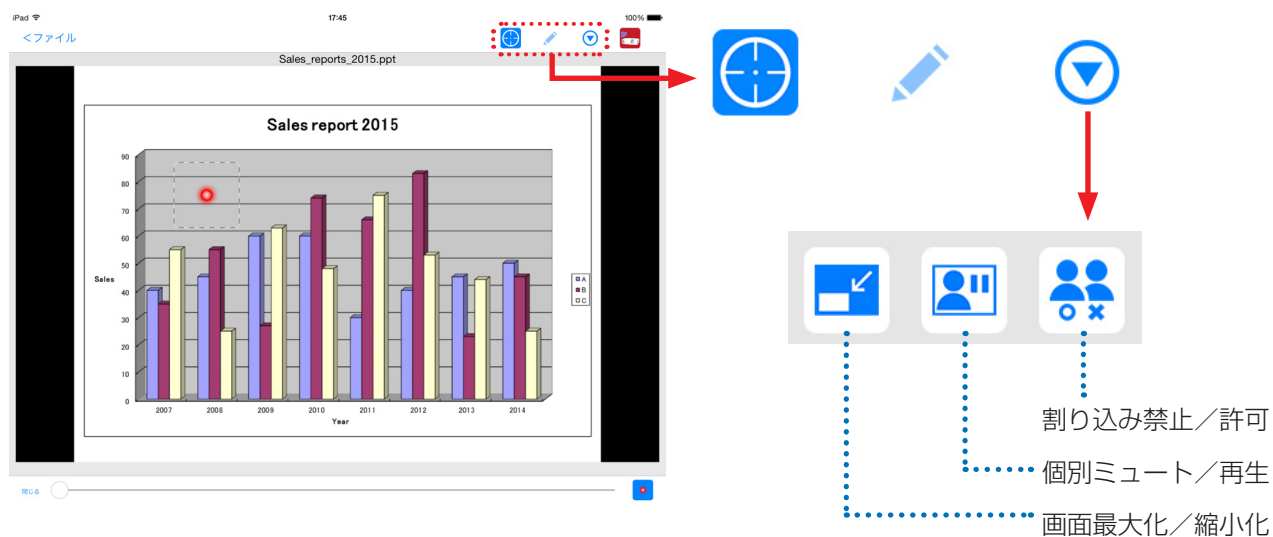 iPad 17:45 100%
＜ファイル
Sales_reports_2015.ppt
Sales report 2015
90
80
70
60
50
40
30
20
10
0
Sales
A
B
C
2007 2008 2009 2010 2011 2012 2013 2014
Year
閉じる
割り込み禁止／許可
個別ミュート／再生
画面最大化／縮小化